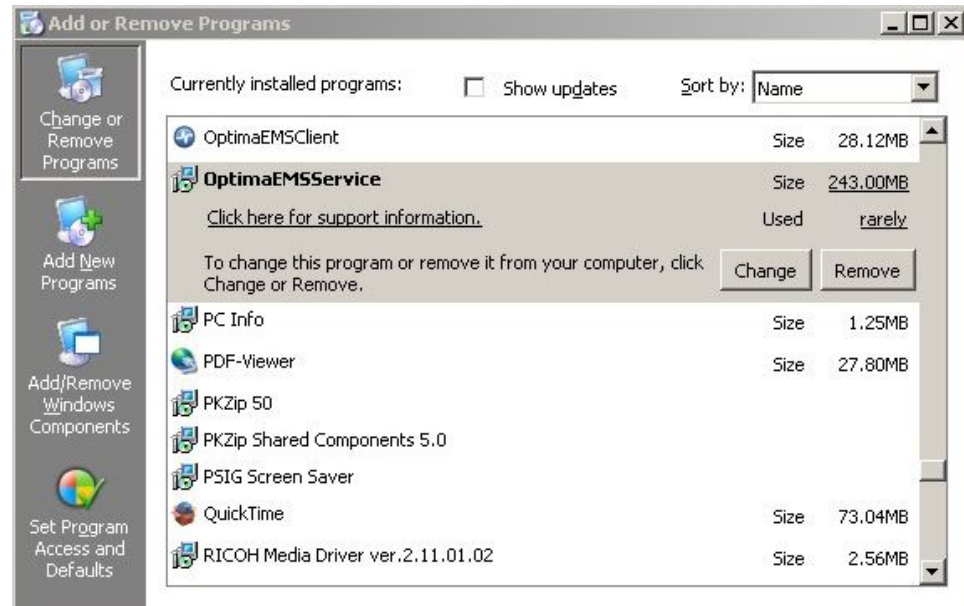 Add or Remove Programs
Change or
Remove
Programs
Add New
Programs
Add/Remove
Windows
Components
Set Program
Access and
Defaults
Currently installed programs: Show updates Sort by: Name
OptimaEMSClient Size 28.12MB
OptimaEMSService Size 243.00MB
Click here for support information. Used rarely
To change this program or remove it from your computer, click
Change or Remove.
Change Remove
PC Info Size 1.25MB
PDF-Viewer Size 27.80MB
PKZip 50
PKZip Shared Components 5.0
PSIG Screen Saver
QuickTime Size 73.04MB
RICOH Media Driver ver.2.11.01.02 Size 2.56MB